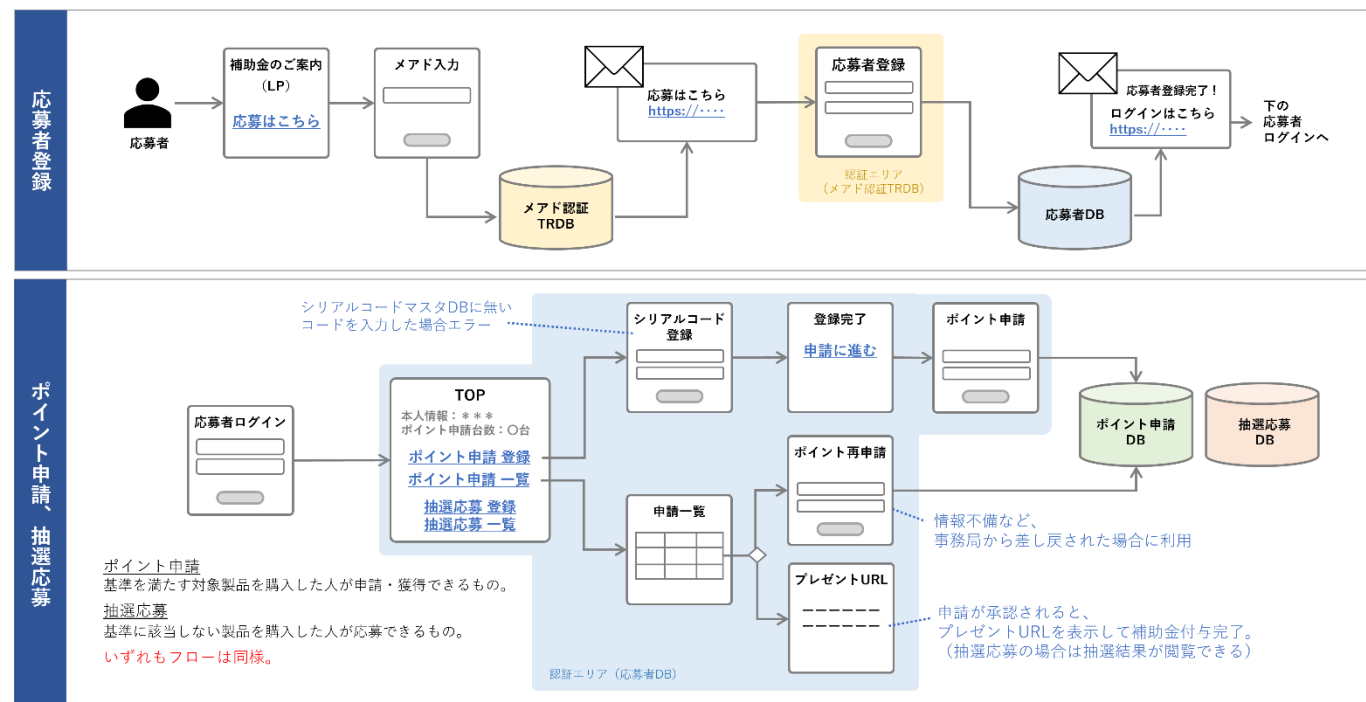 応募者登録
応募者
補助金のご案内
(LP)
応募はこちら
メアド入力
メアド認証
TRDB
応募はこちら
https://‥‥
応募者登録
認証エリア
(メアド認証TRDB)
応募者DB
応募者登録完了!
ログインはこちら
https://‥‥
下の
応募者
ログインへ
ポイント申請、抽選応募
シリアルコードマスタDBに無い
コードを入力した場合エラー
応募者ログイン
TOP
本人情報:***
ポイント申請台数:〇台
ポイント申請 登録
ポイント申請 一覧
抽選応募 登録
抽選応募 一覧
シリアルコード
登録
登録完了
申請に進む
ポイント申請
ポイント申請
DB
抽選応募
DB
申請一覧
ポイント再申請
情報不備など、
事務局から差し戻された場合に利用
プレゼントURL
申請が承認されると、
プレゼントURLを表示して補助金付与完了。
(抽選応募の場合は抽選結果が閲覧できる)
認証エリア(応募者DB)
ポイント申請
基準を満たす対象製品を購入した人が申請・獲得できるもの。
抽選応募
基準に該当しない製品を購入した人が応募できるもの。
いずれもフローは同様。